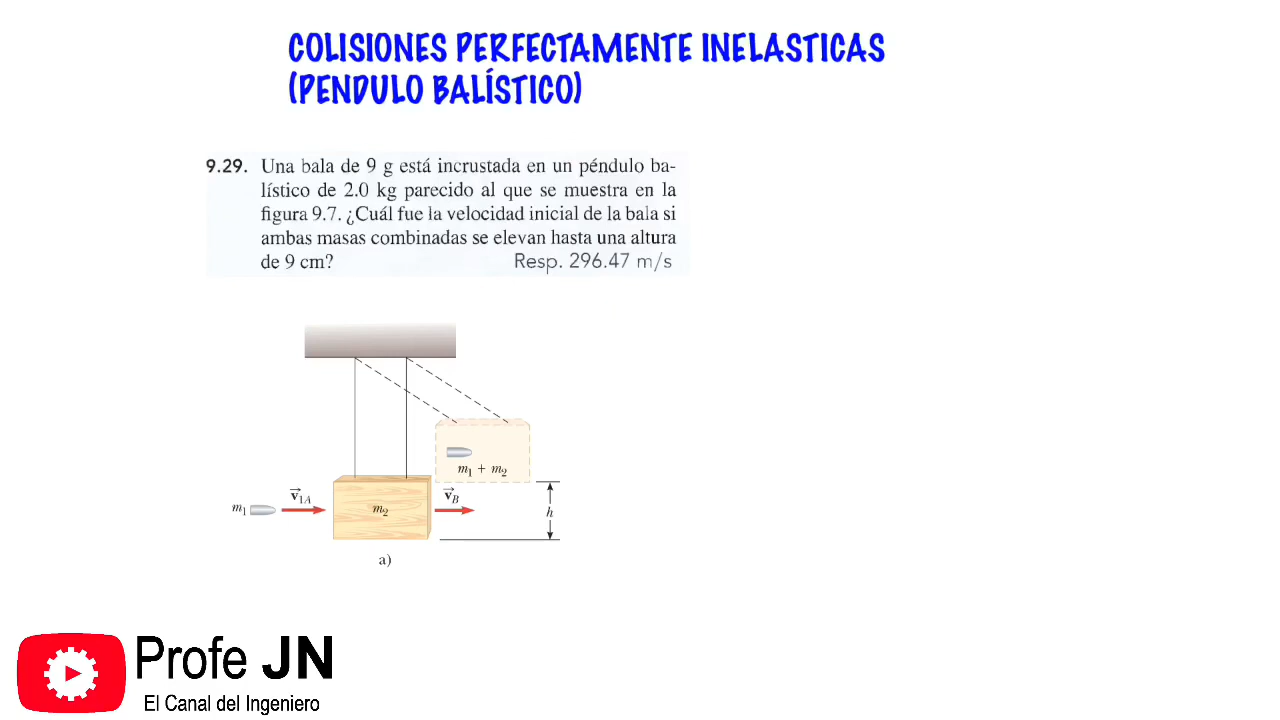 COLISIONES PERFECTAMENTE INELASTICAS
(PENDULO BALÍSTICO)
9.29. Una bala de 9 g está incrustada en un péndulo ba-
lístico de 2.0 kg parecido al que se muestra en la
figura 9.7. ¿Cuál fue la velocidad inicial de la bala si
ambas masas combinadas se elevan hasta una altura
de 9 cm? Resp. 296.47 m/s
m₁ + m₂
v⃗₁A
v⃗B
m₁
m₂
h
a)
Profe JN
El Canal del Ingeniero